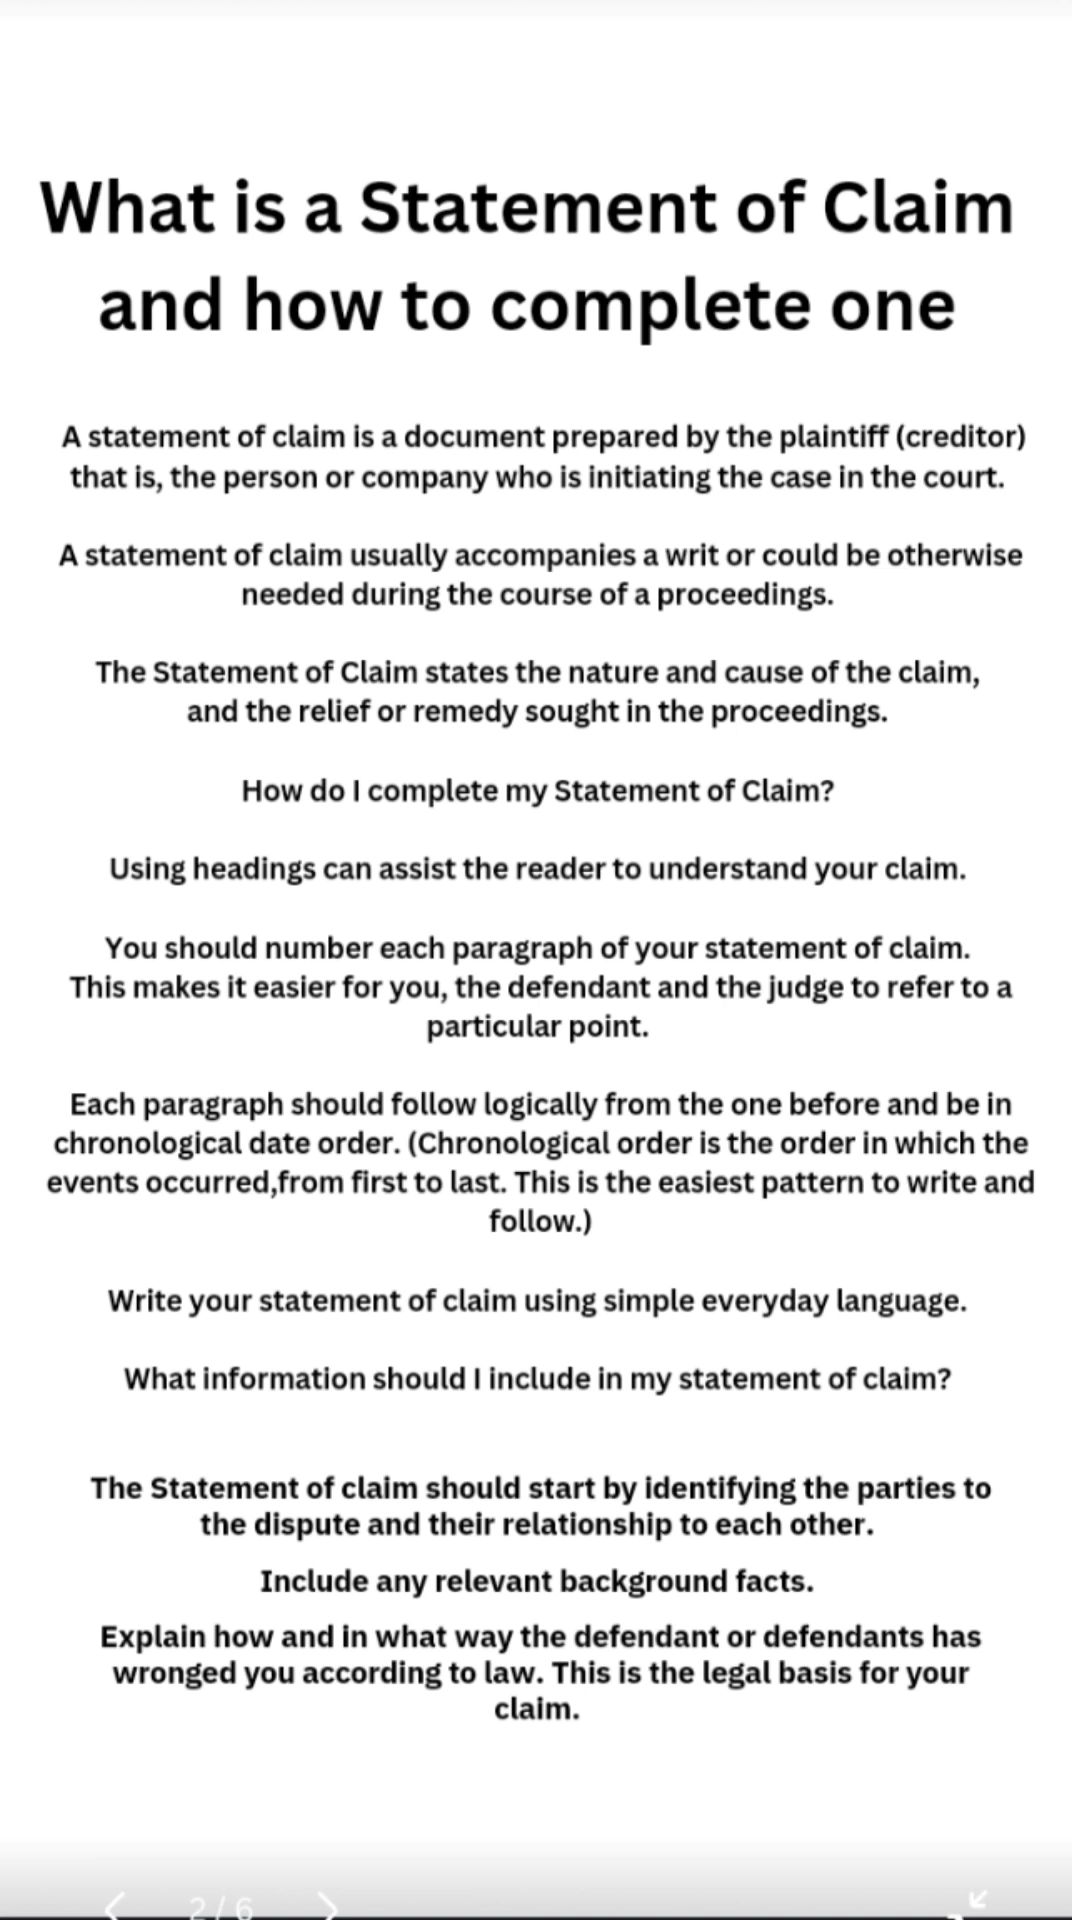 What is a Statement of Claim
and how to complete one
A statement of claim is a document prepared by the plaintiff (creditor)
that is, the person or company who is initiating the case in the court.
A statement of claim usually accompanies a writ or could be otherwise
needed during the course of a proceedings.
The Statement of Claim states the nature and cause of the claim,
and the relief or remedy sought in the proceedings.
How do I complete my Statement of Claim?
Using headings can assist the reader to understand your claim.
You should number each paragraph of your statement of claim.
This makes it easier for you, the defendant and the judge to refer to a
particular point.
Each paragraph should follow logically from the one before and be in
chronological date order. (Chronological order is the order in which the
events occurred,from first to last. This is the easiest pattern to write and
follow.)
Write your statement of claim using simple everyday language.
What information should I include in my statement of claim?
The Statement of claim should start by identifying the parties to
the dispute and their relationship to each other.
Include any relevant background facts.
Explain how and in what way the defendant or defendants has
wronged you according to law. This is the legal basis for your
claim.
2 / 6